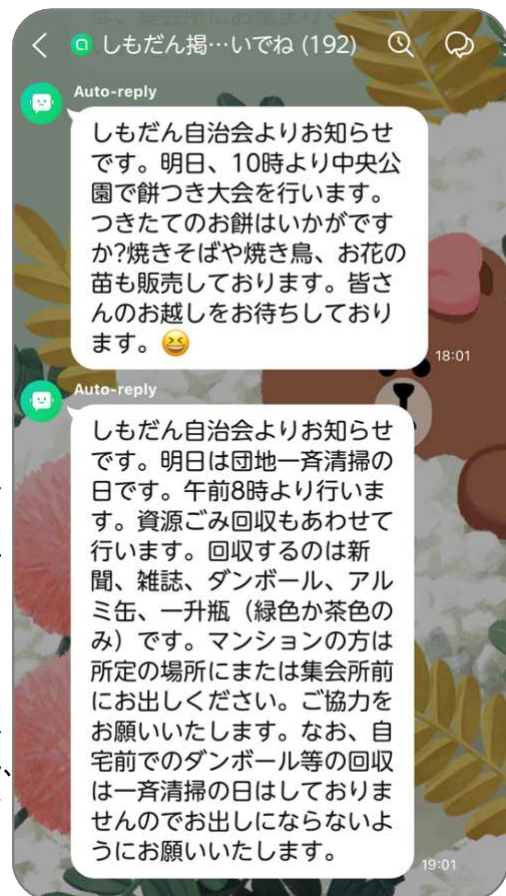 しもだん掲…いでね (192)
Auto-reply
しもだん自治会よりお知らせ
です。明日、10時より中央公
園で餅つき大会を行います。
つきたてのお餅はいかがです
か?焼きそばや焼き鳥、お花の
苗も販売しております。皆さ
んのお越しをお待ちしており
ます。😆
18:01
Auto-reply
しもだん自治会よりお知らせ
です。明日は団地一斉清掃の
日です。午前8時より行いま
す。資源ごみ回収もあわせて
行います。回収するのは新
聞、雑誌、ダンボール、アル
ミ缶、一升瓶（緑色か茶色の
み）です。マンションの方は
所定の場所にまたは集会所前
にお出しください。ご協力を
お願いいたします。なお、自
宅前でのダンボール等の回収
は一斉清掃の日はしておりま
せんのでお出しにならないよ
うにお願いいたします。
19:01